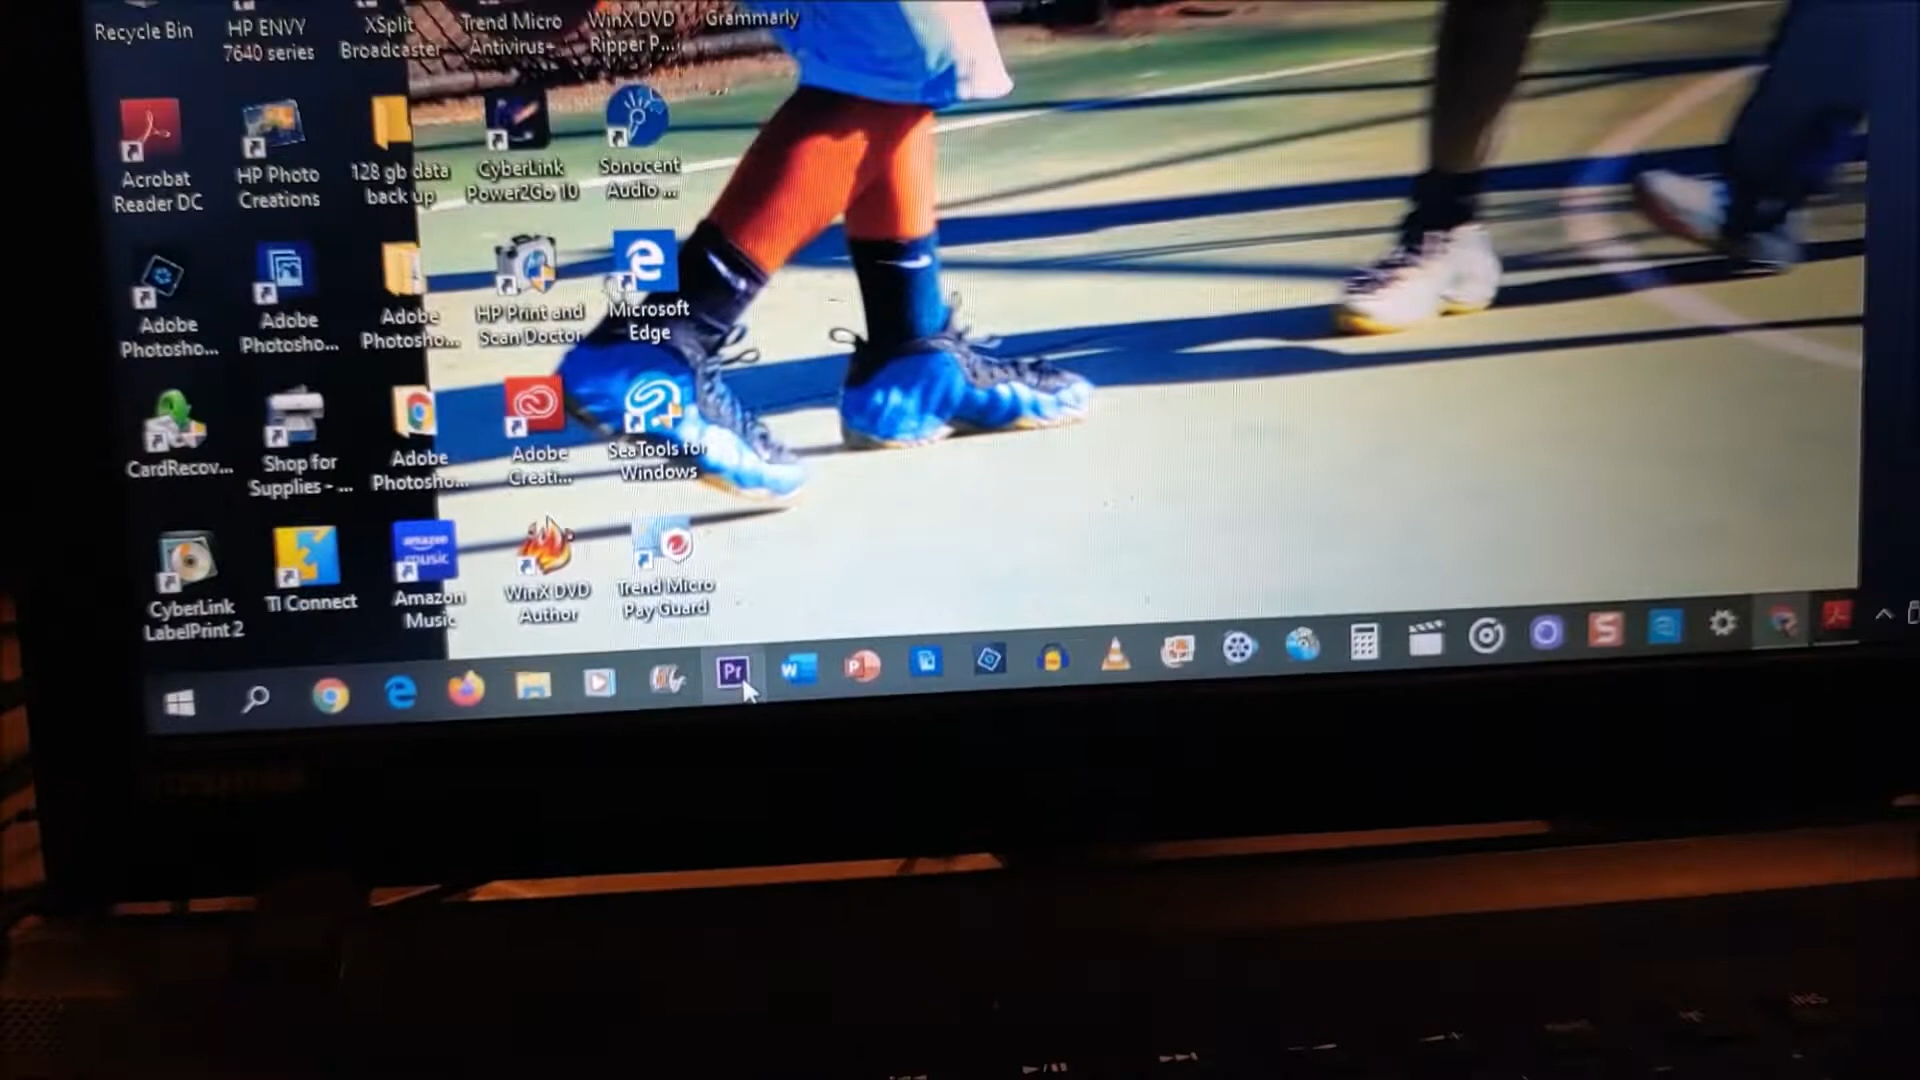 Recycle Bin
HP ENVY
7640 series
XSplit
Broadcaster
Trend Micro
Antivirus+
WinX DVD
Ripper P...
Grammarly
Acrobat
Reader DC
HP Photo
Creations
128 gb data
back up
CyberLink
Power2Go 10
Sonocent
Audio ...
Adobe
Photosho...
Adobe
Photosho...
Adobe
Photosho...
HP Print and
Scan Doctor
Microsoft
Edge
CardRecov...
Shop for
Supplies - ...
Adobe
Photosho...
Adobe
Creati...
SeaTools for
Windows
amazon
music
CyberLink
LabelPrint 2
TI Connect
Amazon
Music
WinX DVD
Author
Trend Micro
Pay Guard
Pr
W
P
S